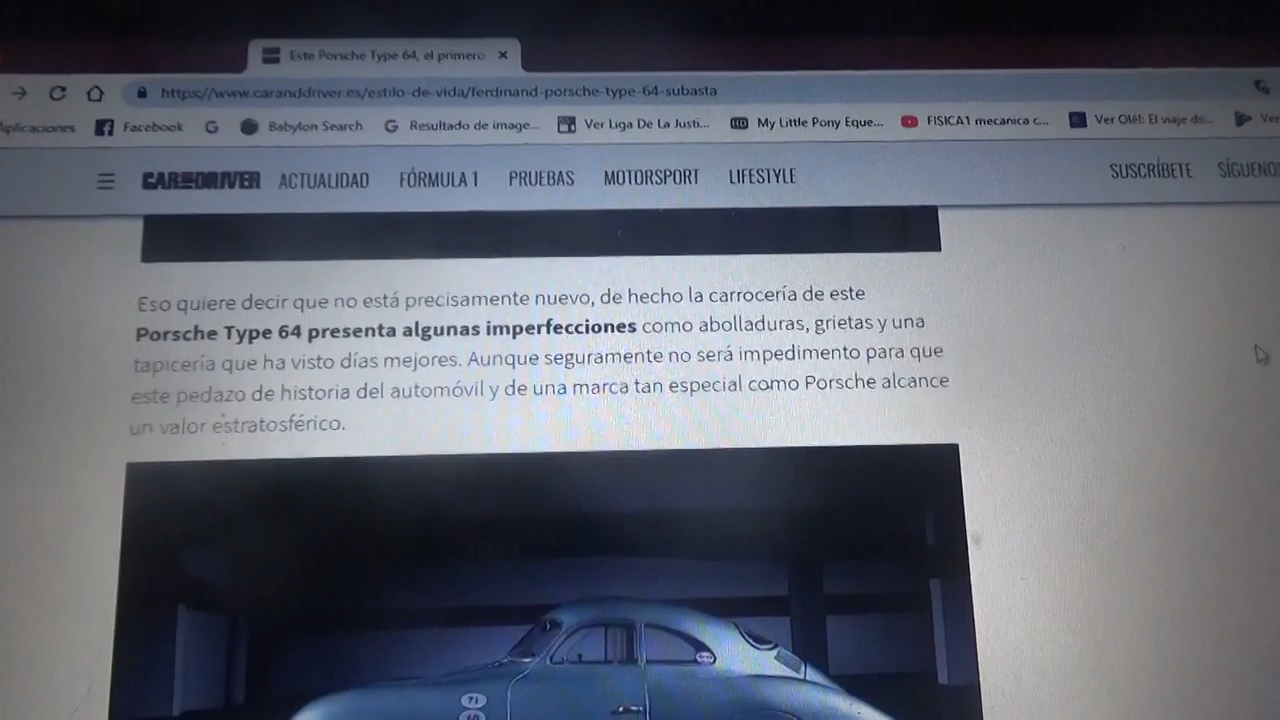 Este Porsche Type 64, el primero
https://www.caranddriver.es/estilo-de-vida/ferdinand-porsche-type-64-subasta
Aplicaciones Facebook Babylon Search Resultado de image... Ver Liga De La Justi... My Little Pony Eque... FISICA1 mecanica c... Ver Olé!: El viaje de... Ver
CAR AND DRIVER ACTUALIDAD FÓRMULA 1 PRUEBAS MOTORSPORT LIFESTYLE SUSCRÍBETE SÍGUENO
Eso quiere decir que no está precisamente nuevo, de hecho la carrocería de este
Porsche Type 64 presenta algunas imperfecciones como abolladuras, grietas y una
tapicería que ha visto días mejores. Aunque seguramente no será impedimento para que
este pedazo de historia del automóvil y de una marca tan especial como Porsche alcance
un valor estratosférico.
71